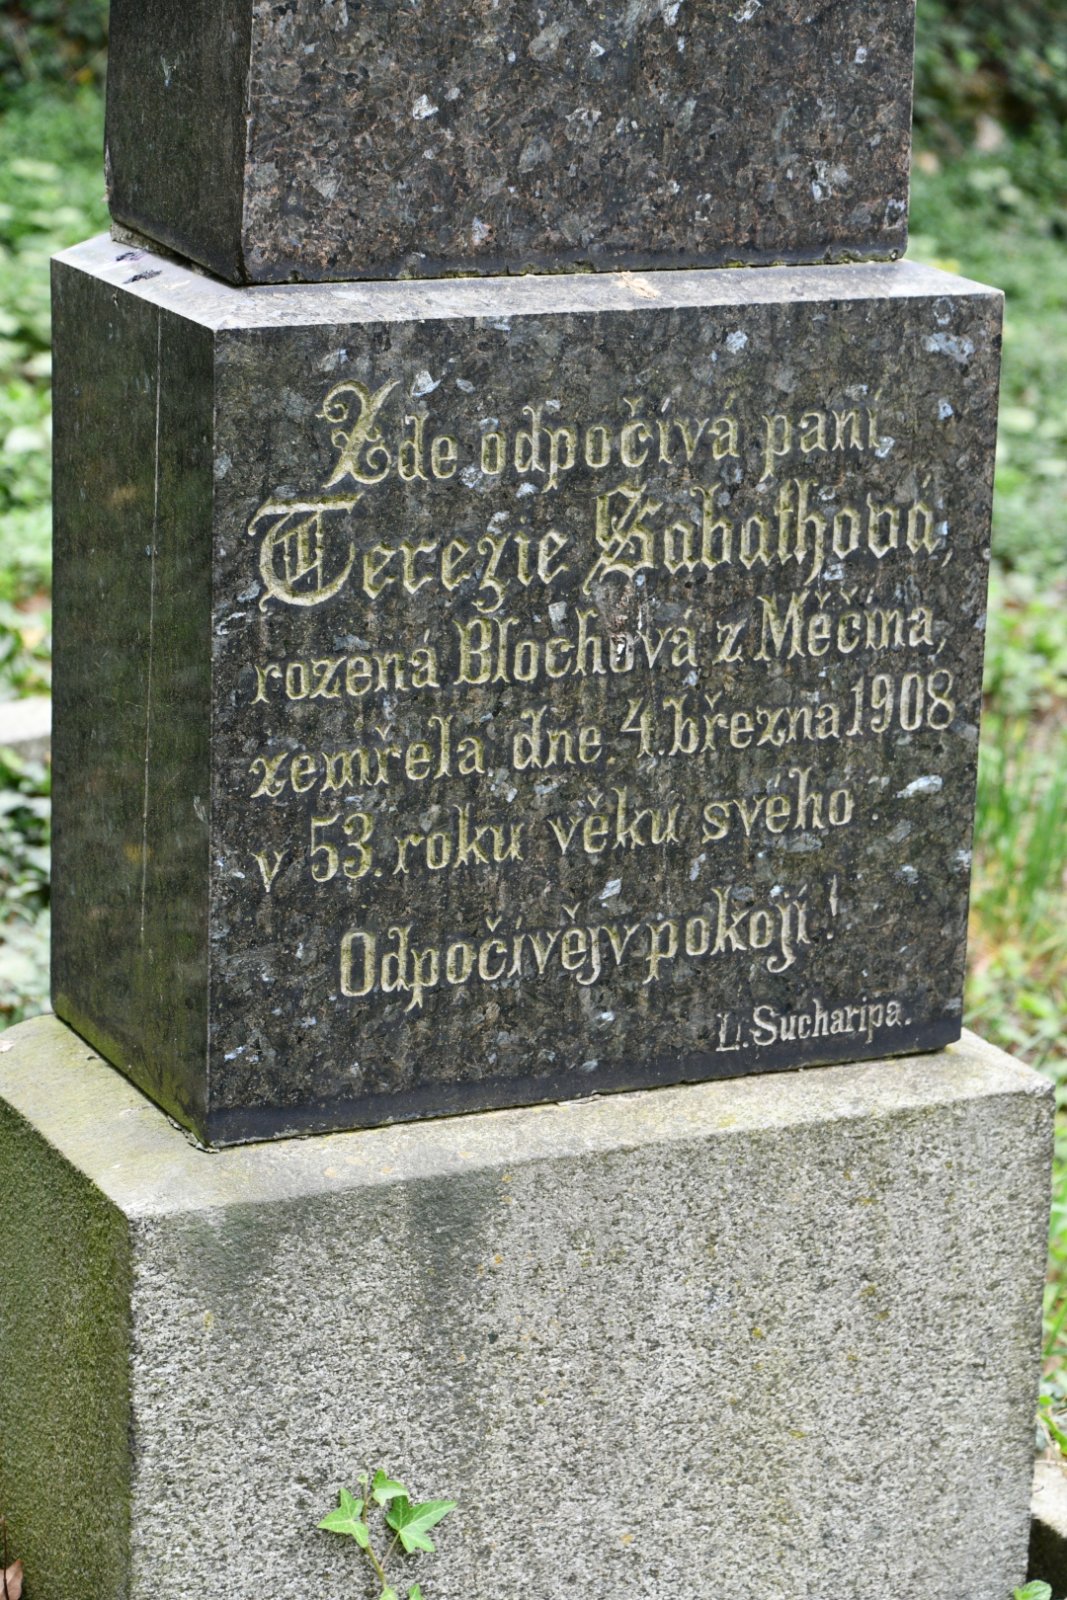 Zde odpočívá paní
Terezie Sabathová,
rozená Blochová z Měčína,
zemřela dne 4. března 1908
v 53. roku věku svého.
Odpočívej v pokoji!
L. Sucharipa.